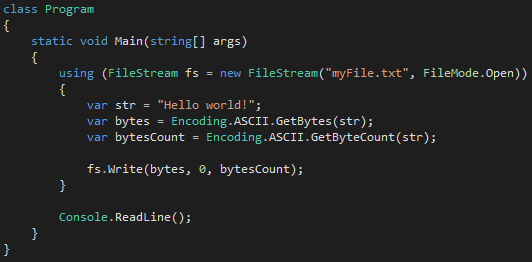 class Program
{
    static void Main(string[] args)
    {
        using (FileStream fs = new FileStream("myFile.txt", FileMode.Open))
        {
            var str = "Hello world!";
            var bytes = Encoding.ASCII.GetBytes(str);
            var bytesCount = Encoding.ASCII.GetByteCount(str);

            fs.Write(bytes, 0, bytesCount);
        }

        Console.ReadLine();
    }
}